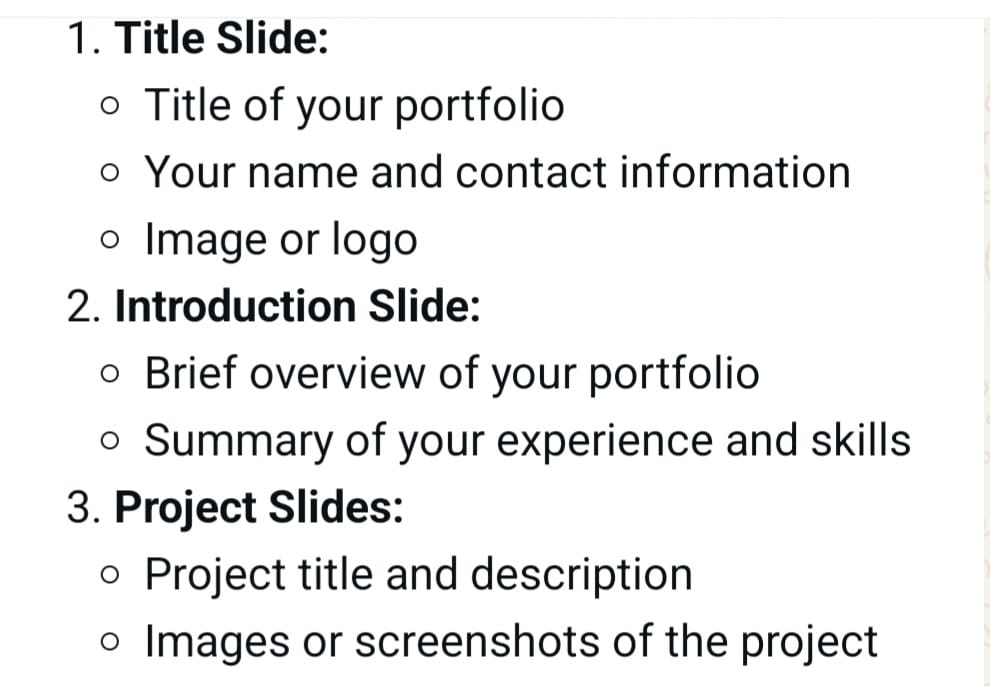 1. Title Slide:
○ Title of your portfolio
○ Your name and contact information
○ Image or logo
2. Introduction Slide:
○ Brief overview of your portfolio
○ Summary of your experience and skills
3. Project Slides:
○ Project title and description
○ Images or screenshots of the project